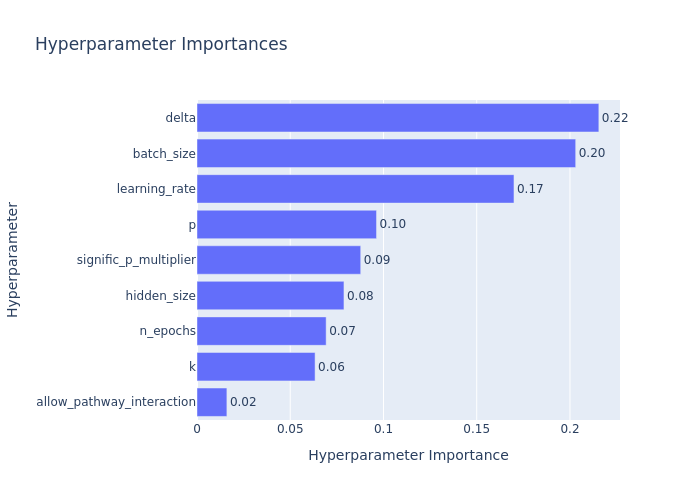 Hyperparameter Importances
Hyperparameter
delta
0.22
batch_size
0.20
learning_rate
0.17
p
0.10
signific_p_multiplier
0.09
hidden_size
0.08
n_epochs
0.07
k
0.06
allow_pathway_interaction
0.02
0
0.05
0.1
0.15
0.2
Hyperparameter Importance